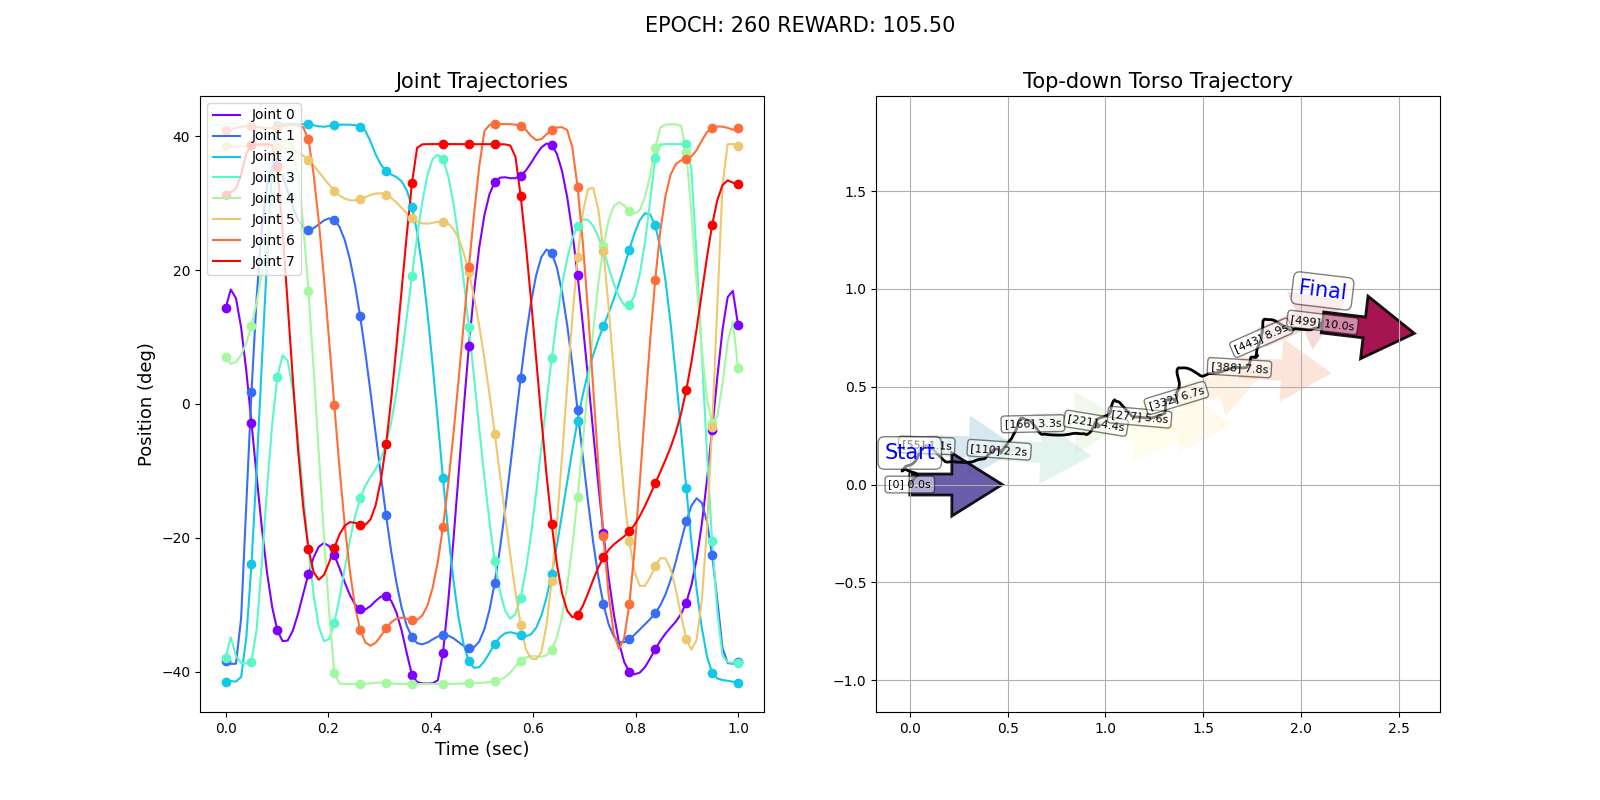 EPOCH: 260 REWARD: 105.50
Joint Trajectories
Position (deg)
40
20
0
−20
−40
Joint 0
Joint 1
Joint 2
Joint 3
Joint 4
Joint 5
Joint 6
Joint 7
0.0
0.2
0.4
0.6
0.8
1.0
Time (sec)
Top-down Torso Trajectory
1.5
1.0
0.5
0.0
−0.5
−1.0
Start
Final
[0] 0.0s
[55] 1.1s
[110] 2.2s
[166] 3.3s
[221] 4.4s
[277] 5.6s
[332] 6.7s
[388] 7.8s
[443] 8.9s
[499] 10.0s
0.0
0.5
1.0
1.5
2.0
2.5